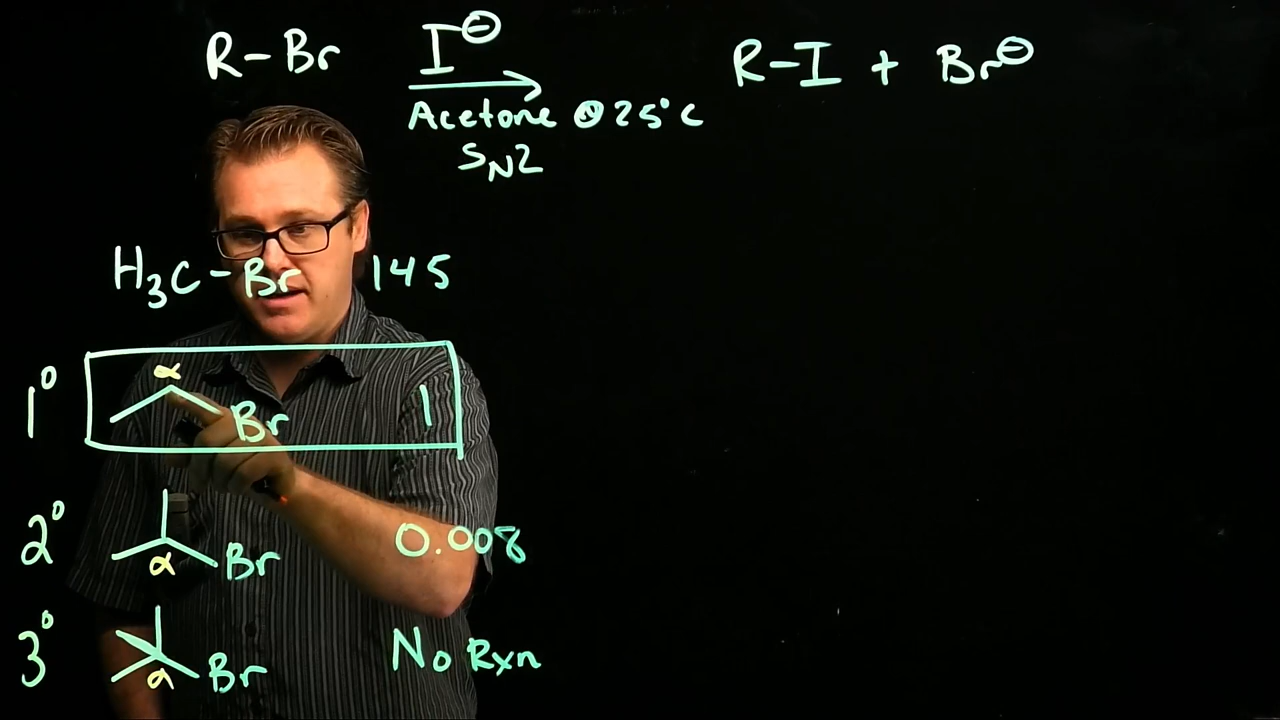 R-Br I⊖ R-I + Br⊖
Acetone @ 25°C
SN2
H3C-Br 145
1° α Br 1
2° α Br 0.008
3° α Br No Rxn